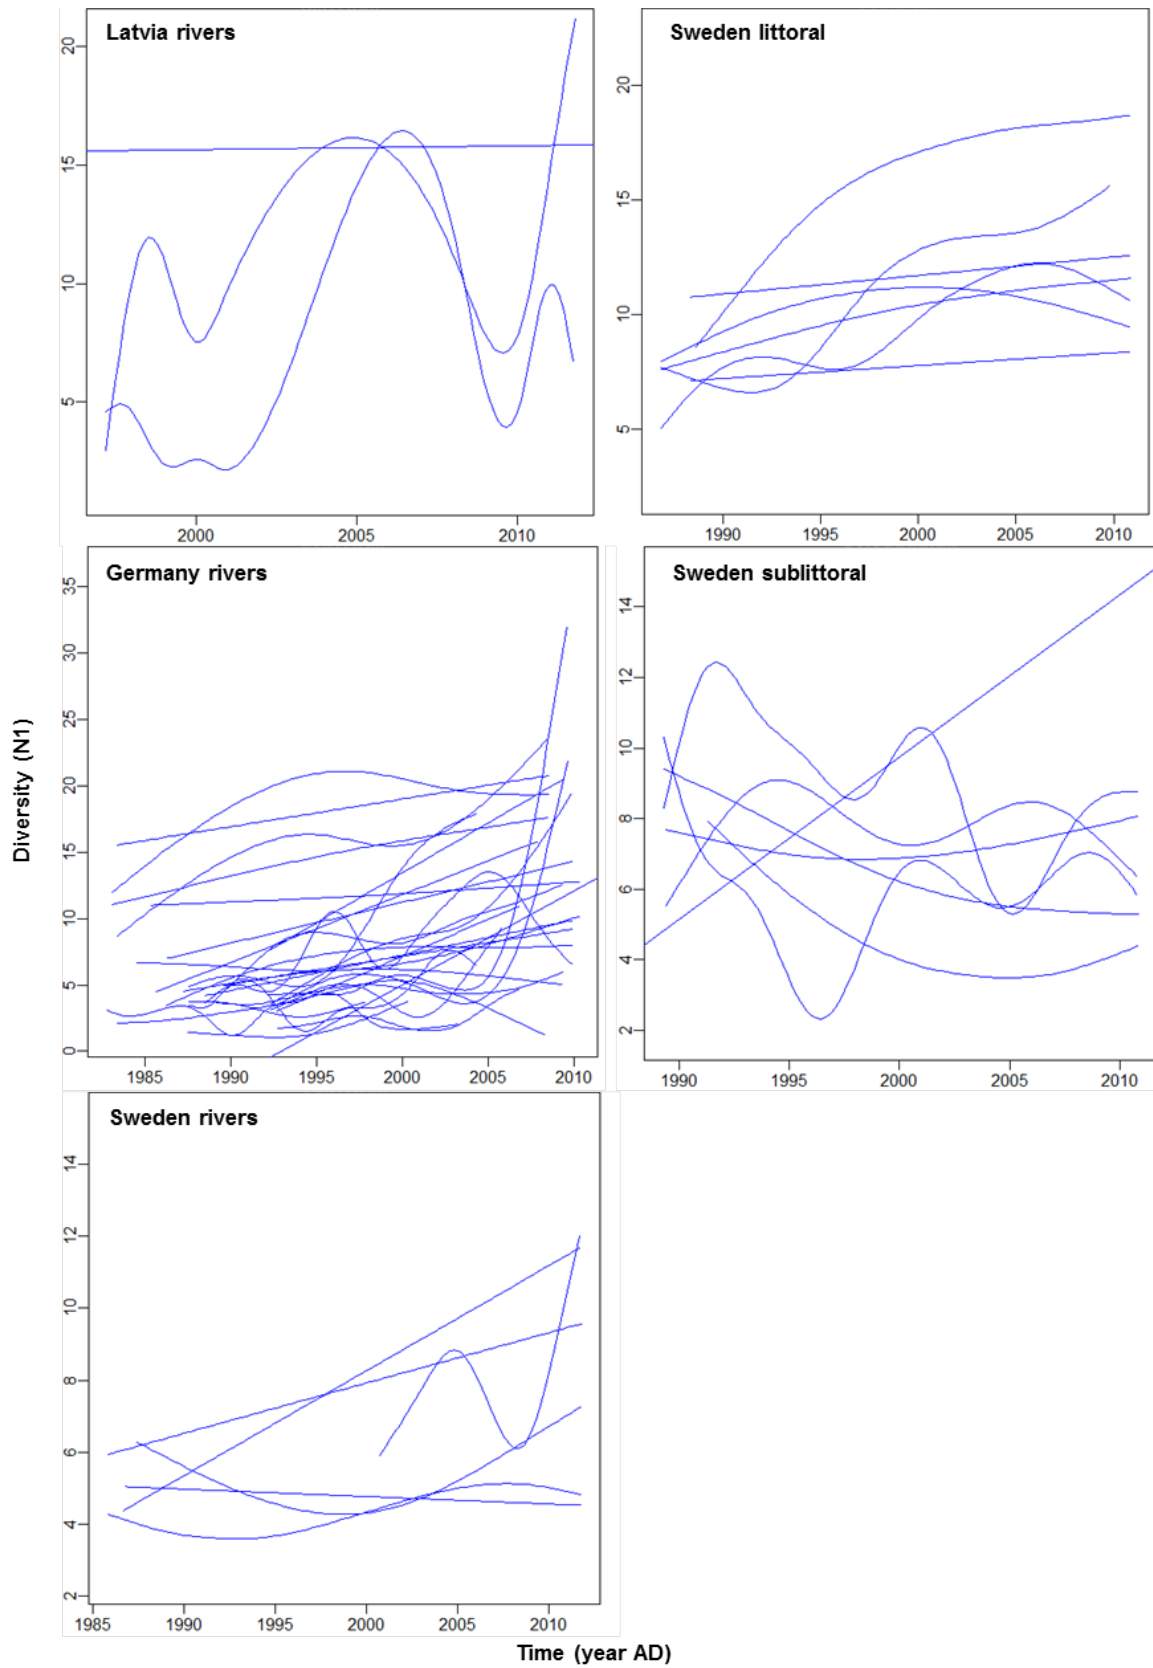 Latvia rivers
20
15
10
5
2000 2005 2010
Sweden littoral
20
15
10
5
1990 1995 2000 2005 2010
Germany rivers
35
30
25
20
15
10
5
0
1985 1990 1995 2000 2005 2010
Sweden sublittoral
14
12
10
8
6
4
2
1990 1995 2000 2005 2010
Diversity (N1)
Sweden rivers
14
12
10
8
6
4
2
1985 1990 1995 2000 2005 2010
Time (year AD)